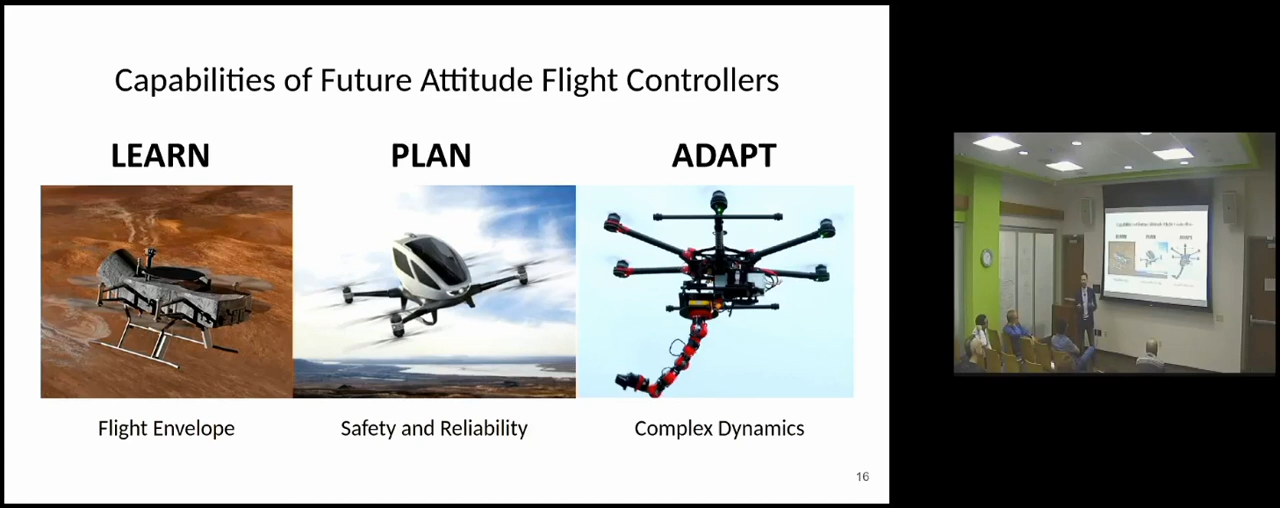 Capabilities of Future Attitude Flight Controllers
LEARN
PLAN
ADAPT
Flight Envelope
Safety and Reliability
Complex Dynamics
16